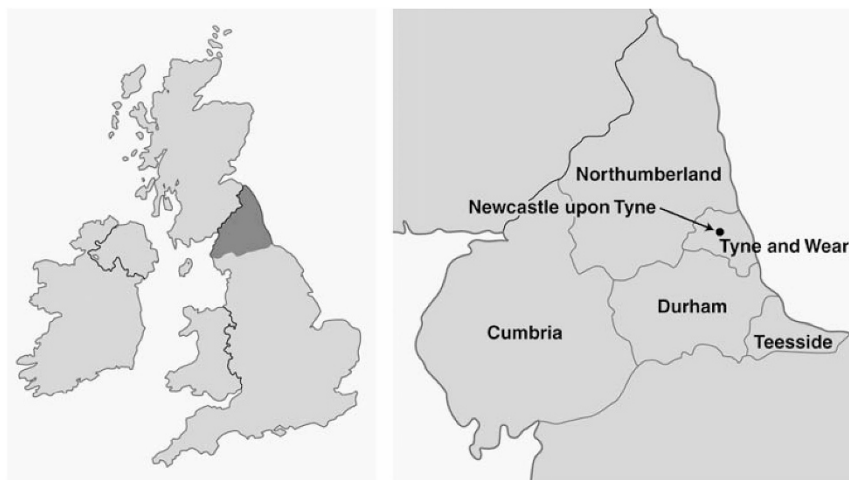 Northumberland
Newcastle upon Tyne
Tyne and Wear
Durham
Cumbria
Teesside